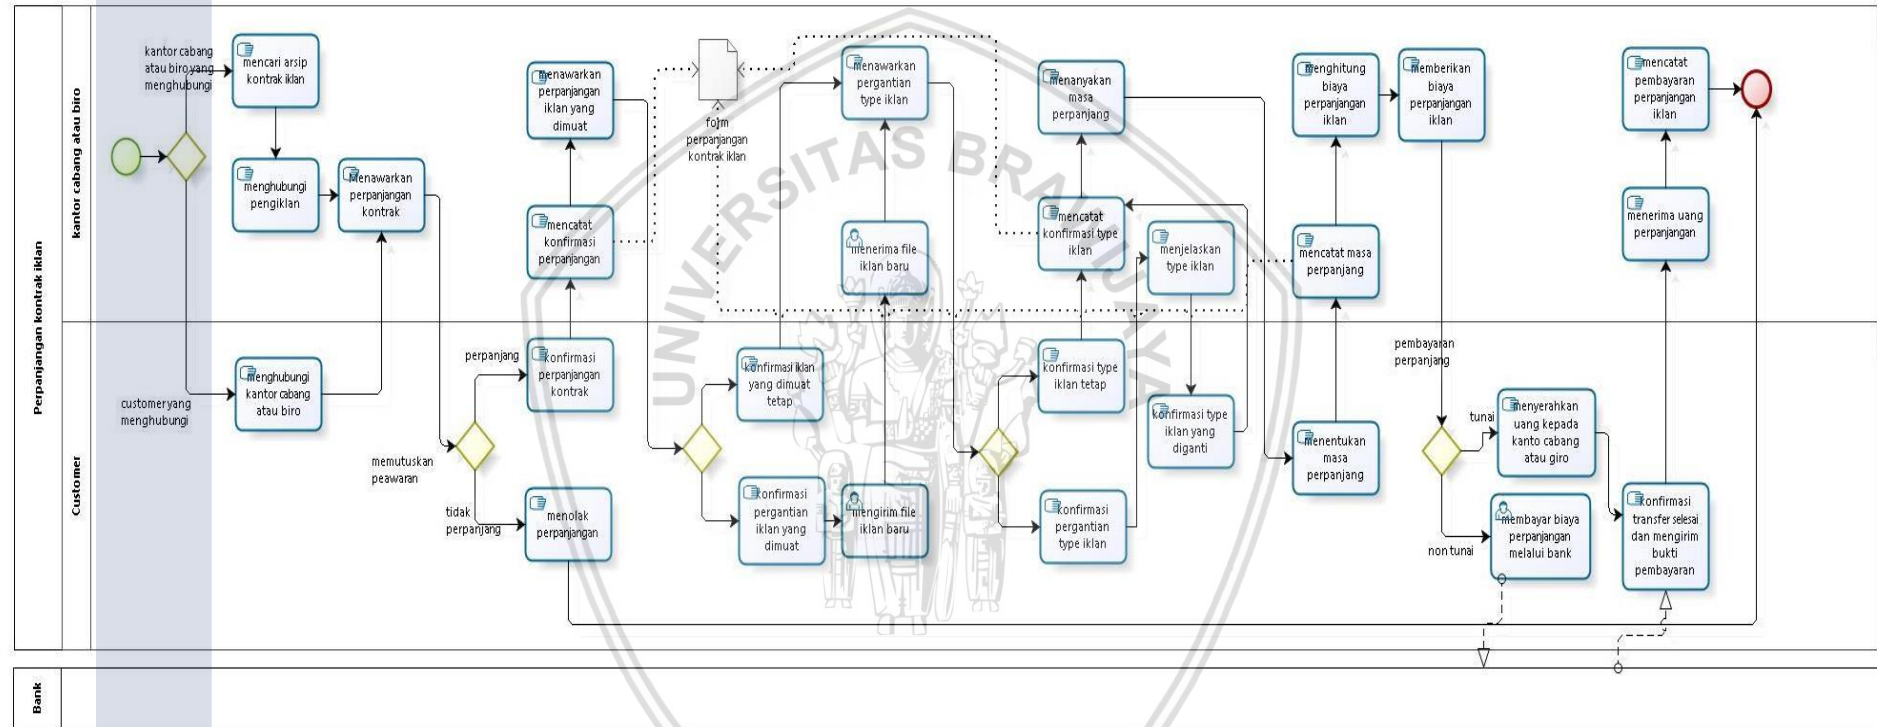 Perpanjangan kontrak iklan
kantor cabang atau biro
Customer
Bank
kantor cabang
atau biro yang
menghubungi
mencari arsip
kontrak iklan
menghubungi
pengiklan
Menawarkan
perpanjangan
kontrak
customer yang
menghubungi
menghubungi
kantor cabang
atau biro
memutuskan
peawaran
perpanjang
tidak
perpanjang
menawarkan
perpanjangan
iklan yang
dimuat
mencatat
konfirmasi
perpanjangan
konfirmasi
perpanjangan
kontrak
menolak
perpanjangan
form
perpanjangan
kontrak iklan
konfirmasi iklan
yang dimuat
tetap
konfirmasi
pergantian
iklan yang
dimuat
menawarkan
pergantian
type iklan
menerima file
iklan baru
mengirim file
iklan baru
menanyakan
masa
perpanjang
mencatat
konfirmasi type
iklan
menjelaskan
type iklan
konfirmasi type
iklan tetap
konfirmasi type
iklan yang
diganti
konfirmasi
pergantian
type iklan
menghitung
biaya
perpanjangan
iklan
memberikan
biaya
perpanjangan
iklan
mencatat masa
perpanjang
menentukan
masa
perpanjang
pembayaran
perpanjang
tunai
non tunai
menyerahkan
uang kepada
kanto cabang
atau giro
membayar biaya
perpanjangan
melalui bank
mencatat
pembayaran
perpanjangan
iklan
menerima uang
perpanjangan
konfirmasi
transfer selesai
dan mengirim
bukti
pembayaran
UNIVERSITAS BRAWIJAYA